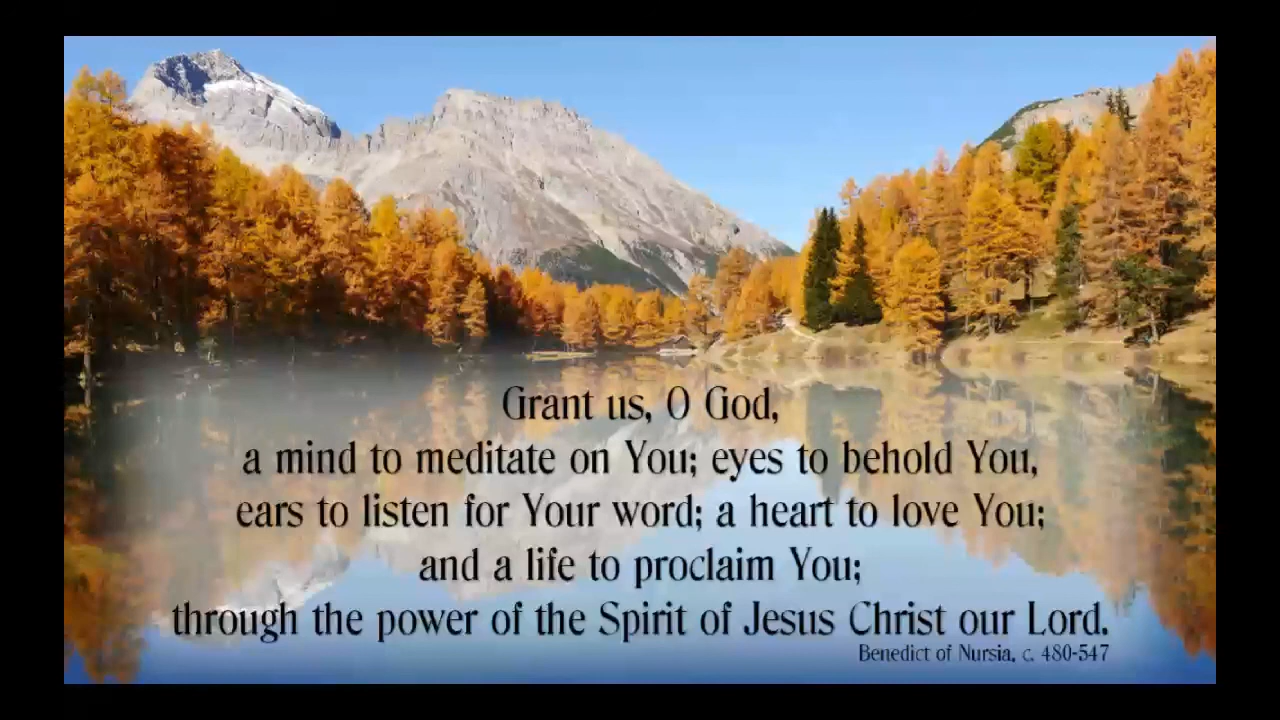 Grant us, O God,
a mind to meditate on You; eyes to behold You,
ears to listen for Your word; a heart to love You;
and a life to proclaim You;
through the power of the Spirit of Jesus Christ our Lord.
Benedict of Nursia, c. 480-547